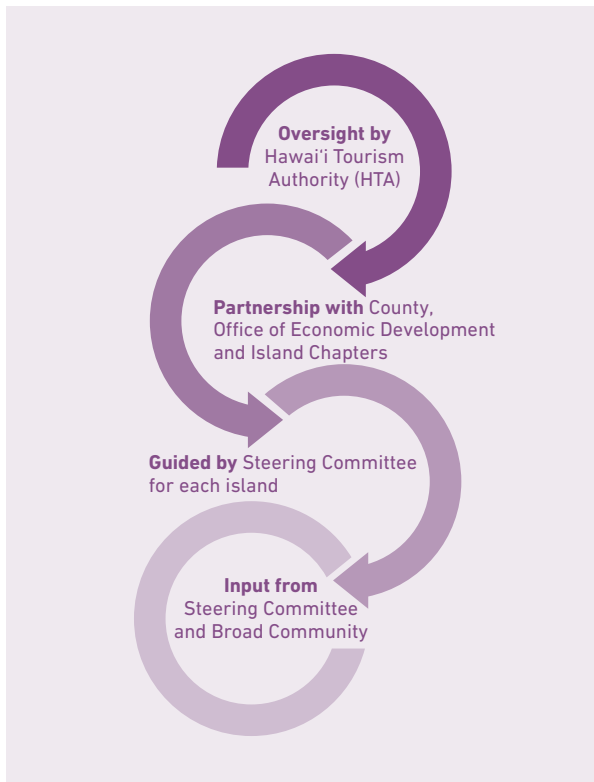 Oversight by
Hawaiʻi Tourism
Authority (HTA)
Partnership with County,
Office of Economic Development
and Island Chapters
Guided by Steering Committee
for each island
Input from
Steering Committee
and Broad Community